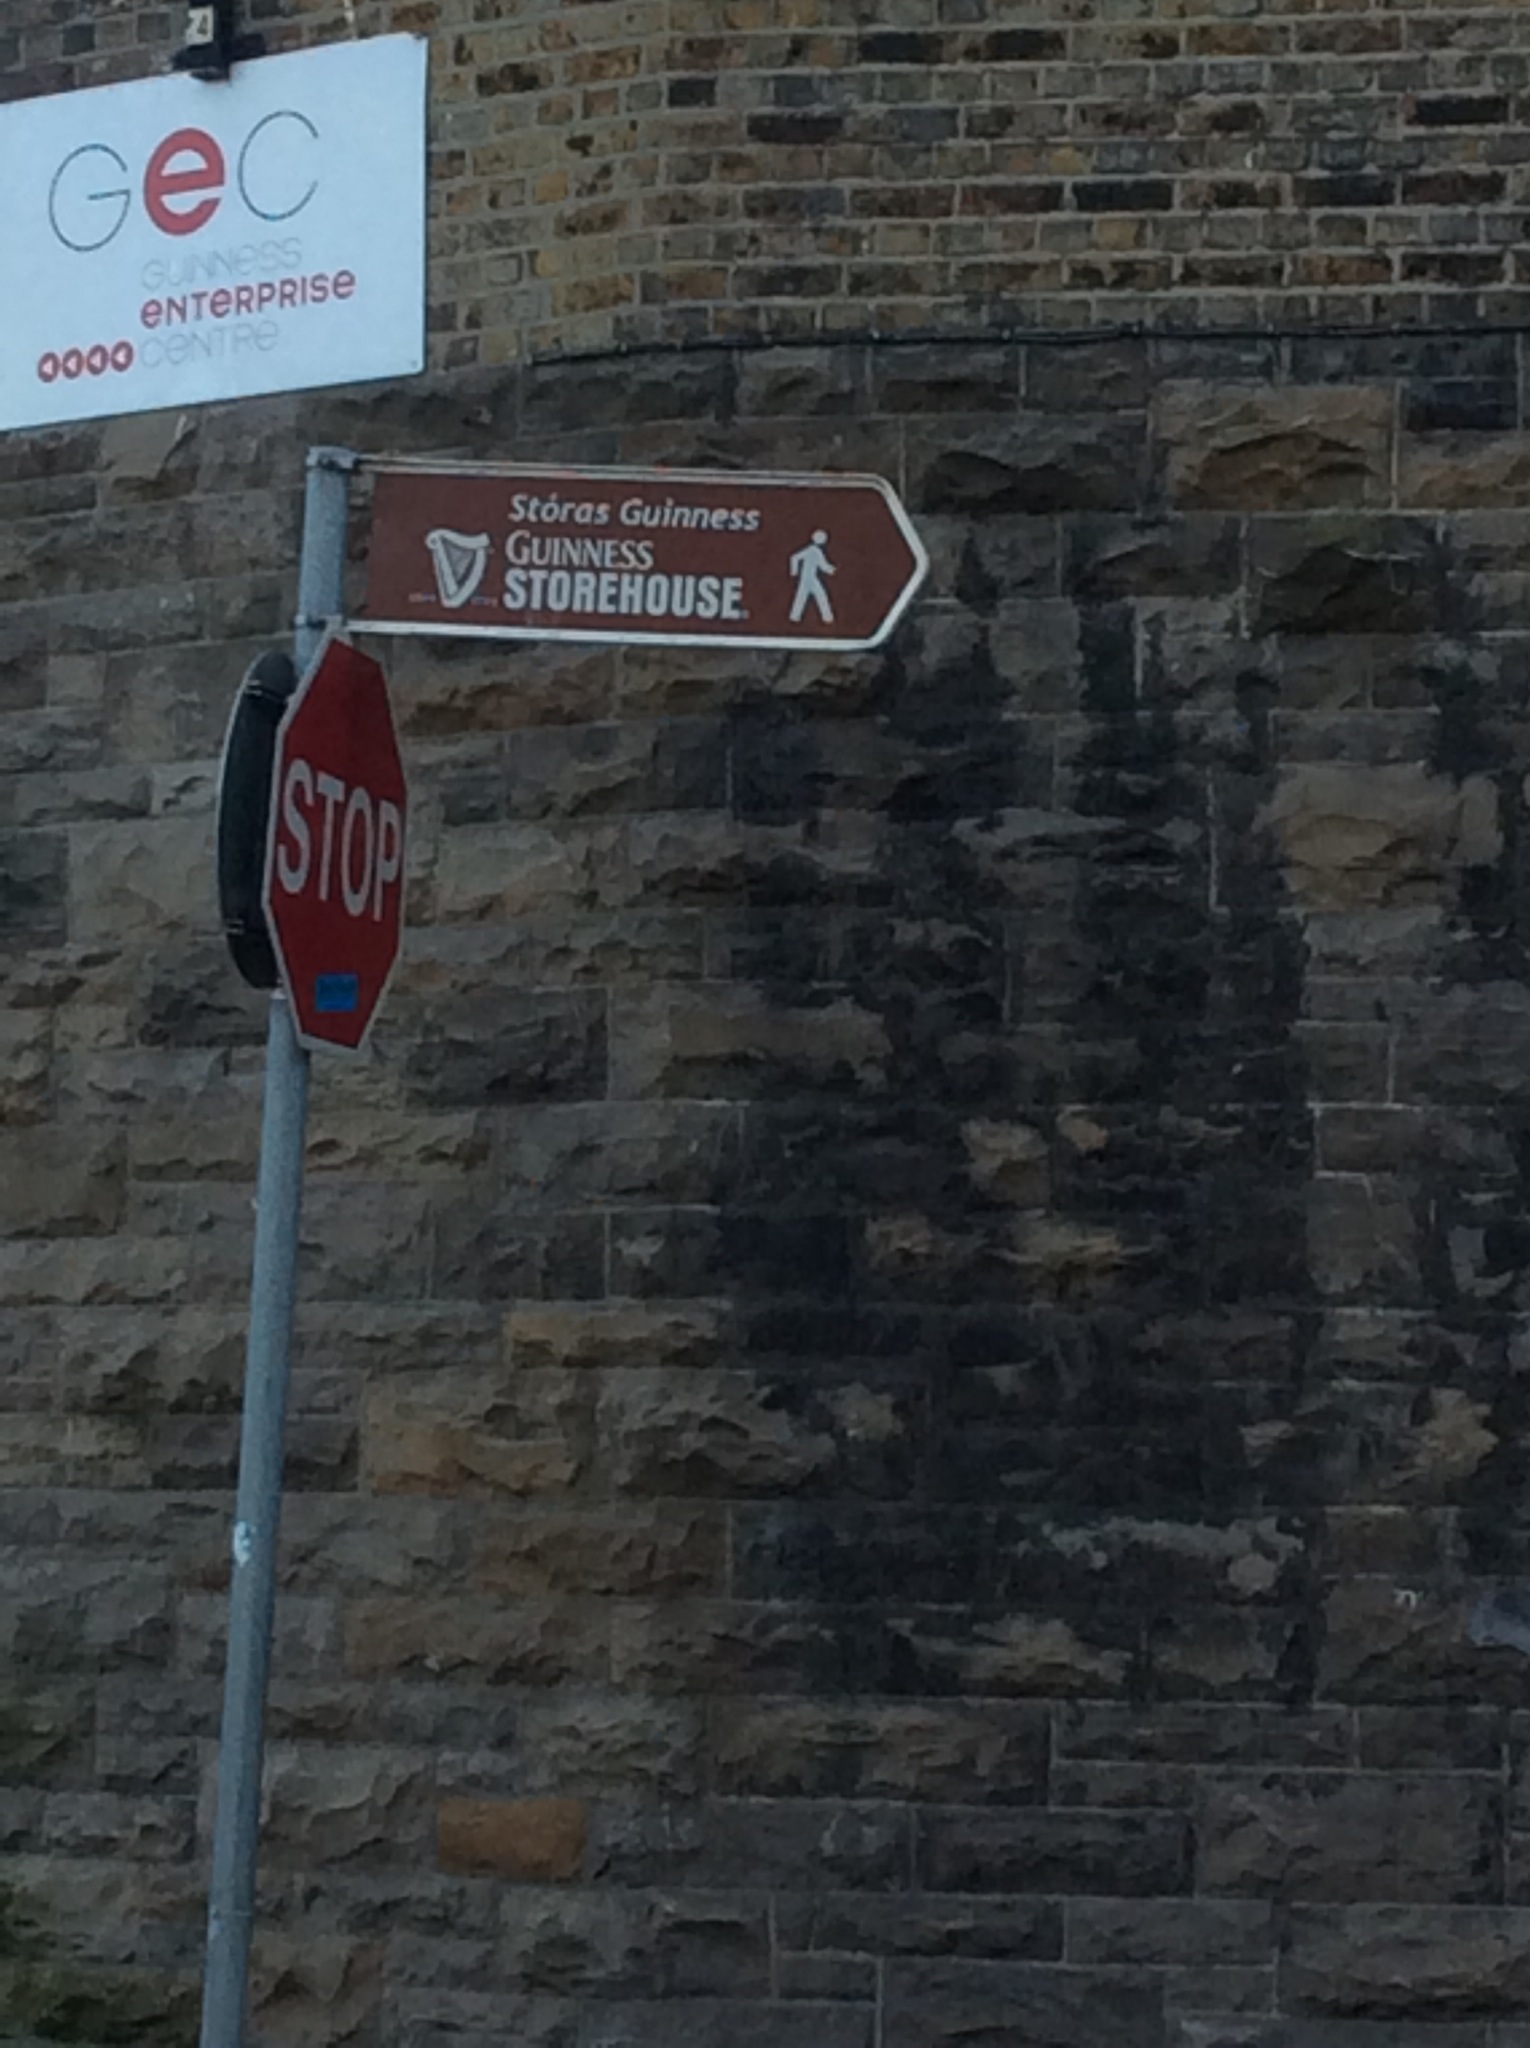 GeC
GUINNESS
eNTerPRISe
CeNTRe
Stóras Guinness
GUINNESS
STOREHOUSE
STOP